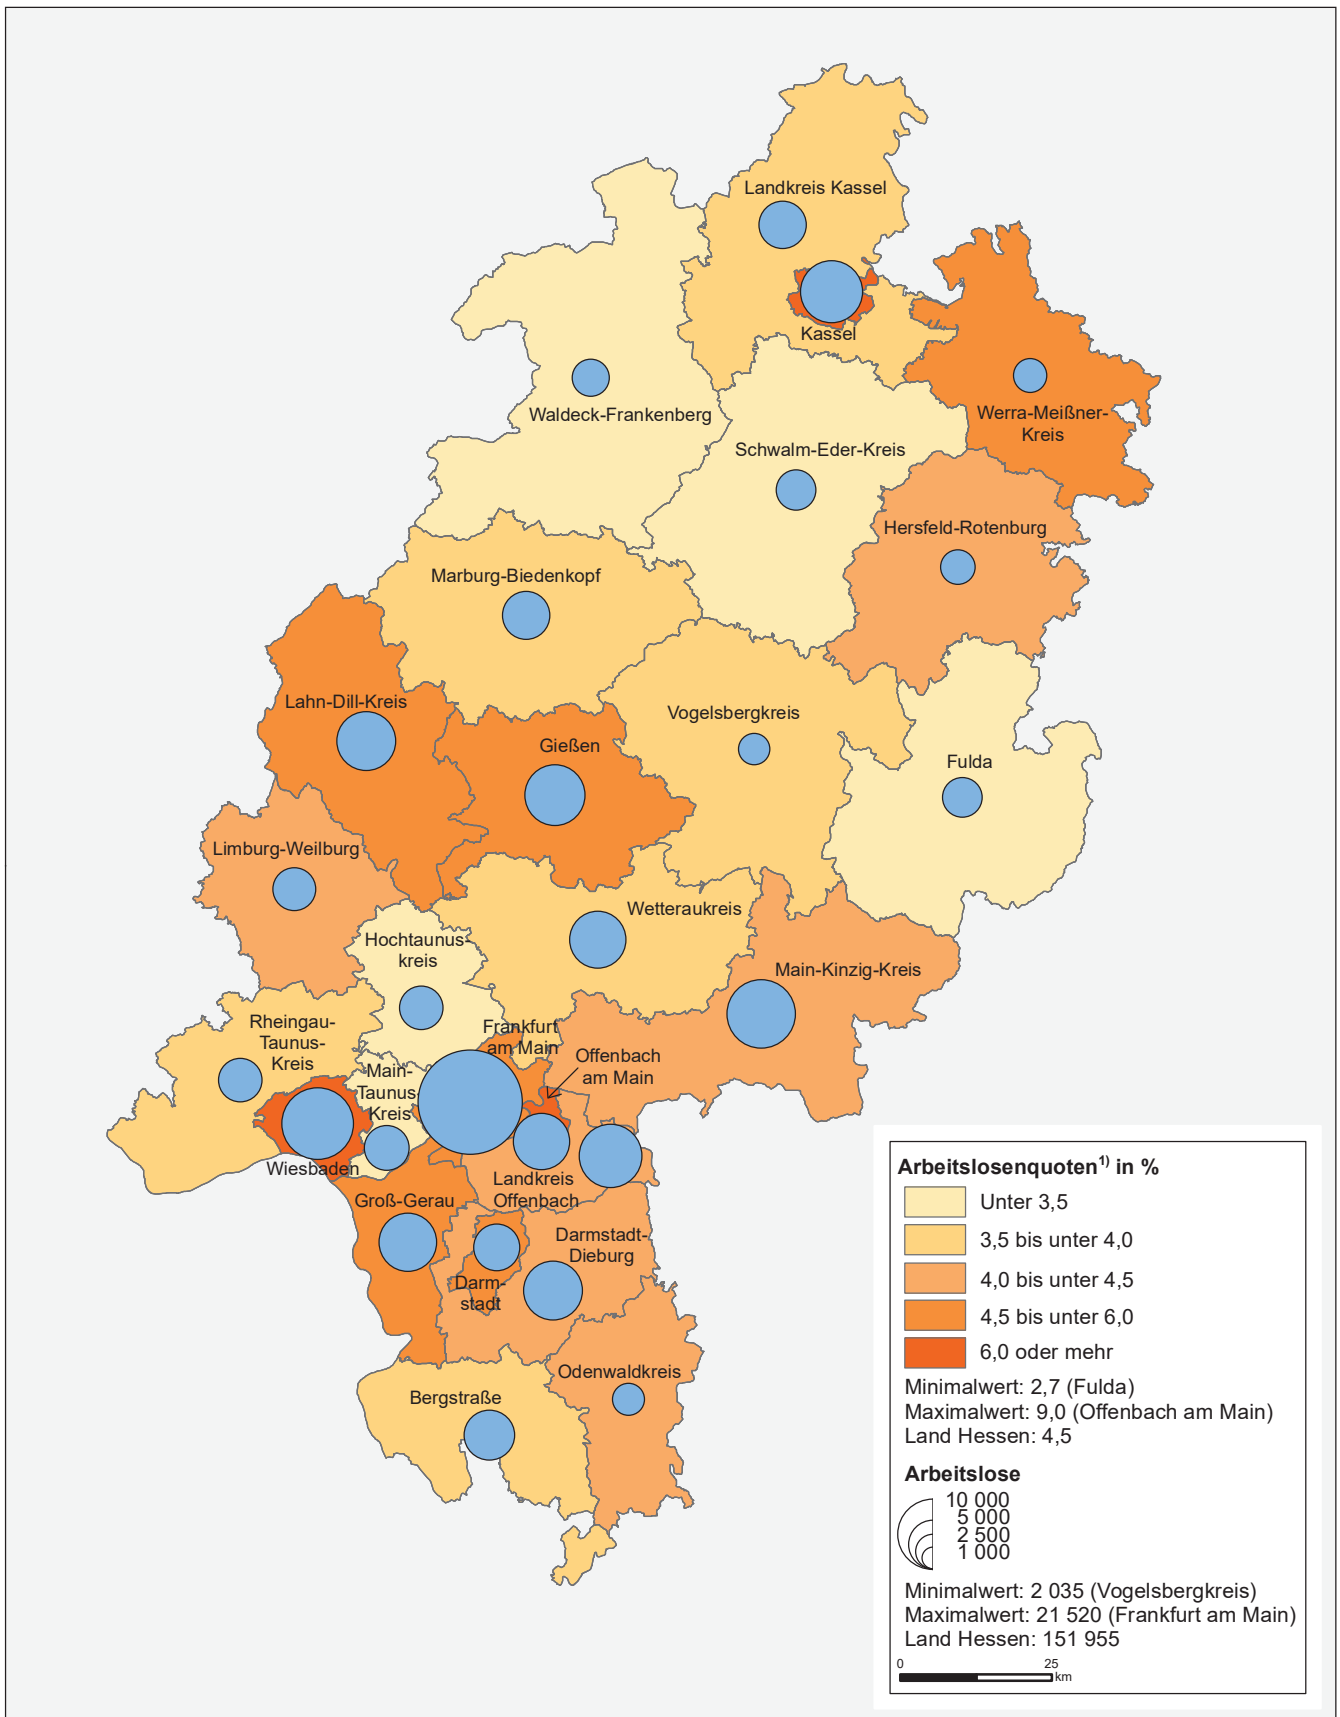 Landkreis Kassel
Kassel
Waldeck-Frankenberg
Werra-Meißner-
Kreis
Schwalm-Eder-Kreis
Hersfeld-Rotenburg
Marburg-Biedenkopf
Lahn-Dill-Kreis
Vogelsbergkreis
Gießen
Fulda
Limburg-Weilburg
Wetteraukreis
Hochtaunus-
kreis
Main-Kinzig-Kreis
Rheingau-
Taunus-
Kreis
Frankfurt
am Main
Offenbach
am Main
Main-
Taunus-
Kreis
Wiesbaden
Landkreis
Offenbach
Groß-Gerau
Darmstadt-
Dieburg
Darm-
stadt
Odenwaldkreis
Bergstraße
Arbeitslosenquoten1) in %
Unter 3,5
3,5 bis unter 4,0
4,0 bis unter 4,5
4,5 bis unter 6,0
6,0 oder mehr
Minimalwert: 2,7 (Fulda)
Maximalwert: 9,0 (Offenbach am Main)
Land Hessen: 4,5
Arbeitslose
10 000
5 000
2 500
1 000
Minimalwert: 2 035 (Vogelsbergkreis)
Maximalwert: 21 520 (Frankfurt am Main)
Land Hessen: 151 955
0 25
km